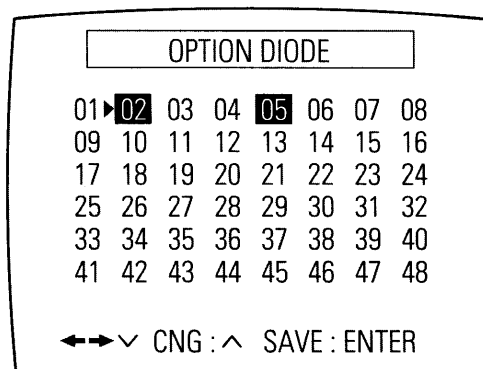 OPTION DIODE
01▶02 03 04 05 06 07 08
09 10 11 12 13 14 15 16
17 18 19 20 21 22 23 24
25 26 27 28 29 30 31 32
33 34 35 36 37 38 39 40
41 42 43 44 45 46 47 48
←→∨ CNG : ∧ SAVE : ENTER